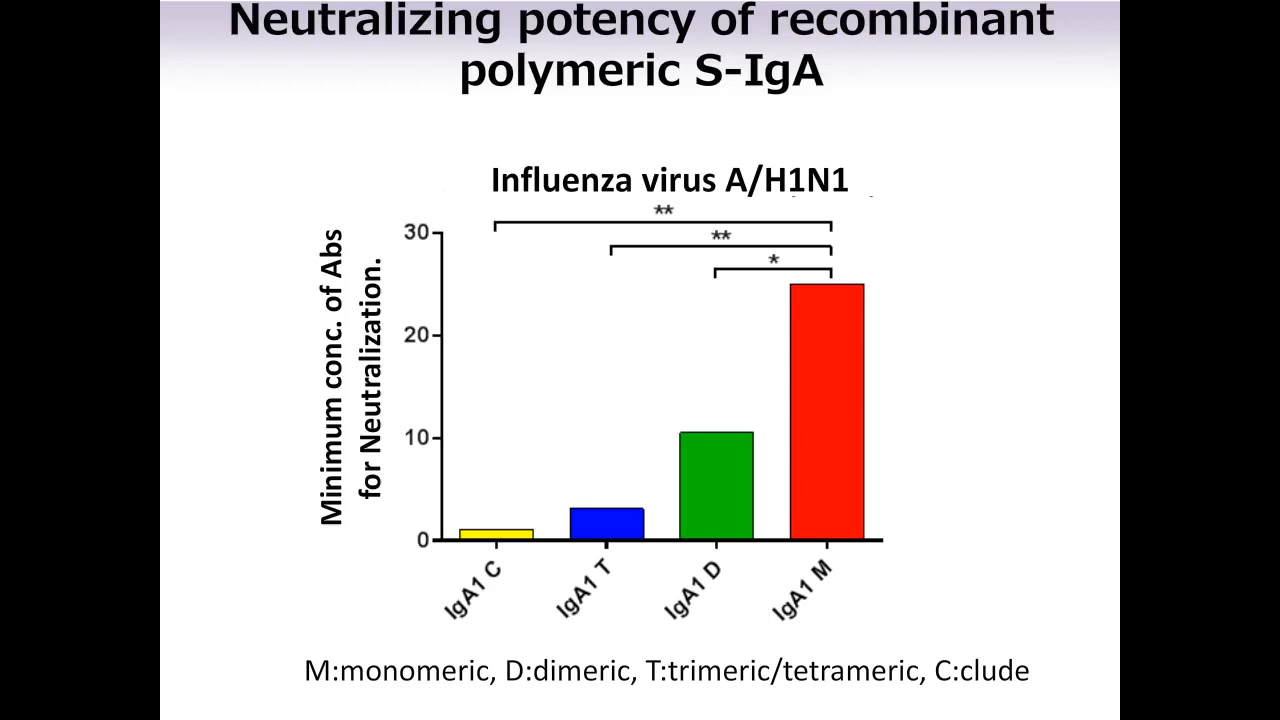 Neutralizing potency of recombinant
polymeric S-IgA
Influenza virus A/H1N1
**
**
*
Minimum conc. of Abs
for Neutralization.
30
20
10
0
IgA1 C
IgA1 T
IgA1 D
IgA1 M
M:monomeric, D:dimeric, T:trimeric/tetrameric, C:clude